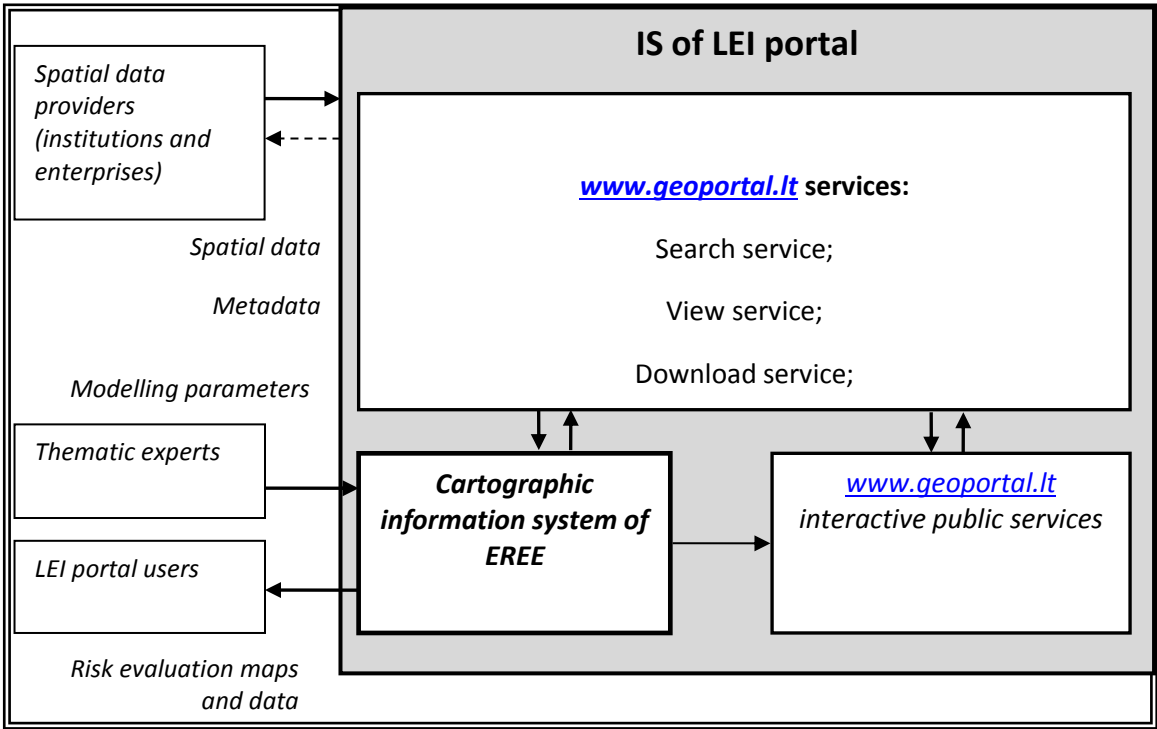 IS of LEI portal
Spatial data
providers
(institutions and
enterprises)
www.geoportal.lt services:
Spatial data
Search service;
Metadata
View service;
Download service;
Modelling parameters
Thematic experts
Cartographic
information system of
EREE
www.geoportal.lt
interactive public services
LEI portal users
Risk evaluation maps
and data